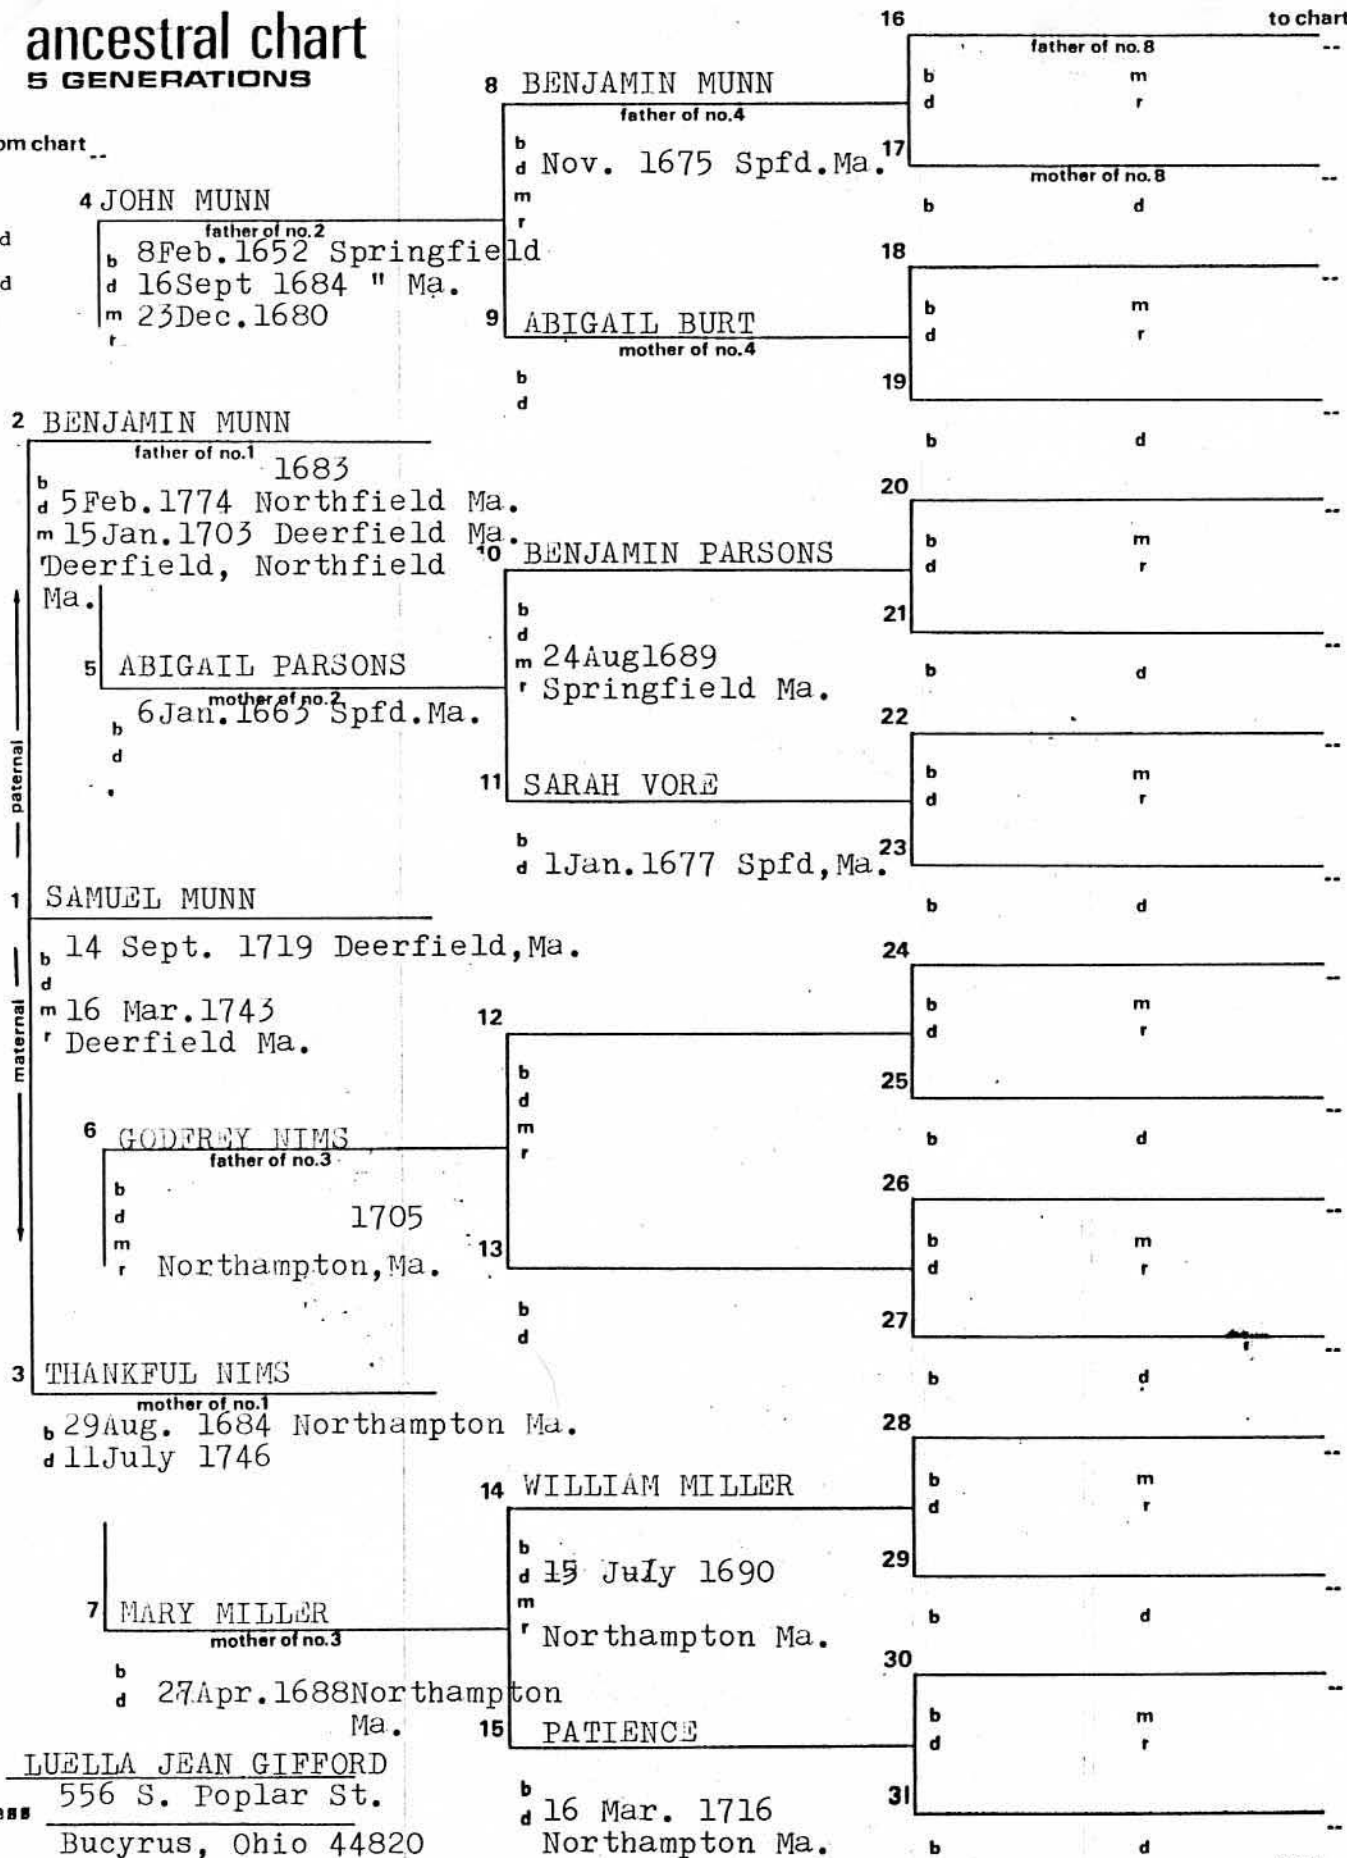 ancestral chart
5 GENERATIONS
om chart --
1 SAMUEL MUNN
b 14 Sept. 1719 Deerfield,Ma.
d
m 16 Mar.1743
r Deerfield Ma.
paternal
maternal
2 BENJAMIN MUNN
father of no.1
b 1683
d 5Feb.1774 Northfield Ma.
m 15Jan.1703 Deerfield Ma.
r Deerfield, Northfield
Ma.
3 THANKFUL NIMS
mother of no.1
b 29Aug. 1684 Northampton Ma.
d 11July 1746
4 JOHN MUNN
father of no.2
b 8Feb.1652 Springfield
d 16Sept 1684 " Ma.
m 23Dec.1680
r
d
d
5 ABIGAIL PARSONS
mother of no.2
b 6Jan.1663 Spfd.Ma.
d
6 GODFREY NIMS
father of no.3
b
d 1705
m
r Northampton,Ma.
7 MARY MILLER
mother of no.3
b
d 27Apr.1688Northampton
Ma.
8 BENJAMIN MUNN
father of no.4
b
d Nov. 1675 Spfd.Ma.
m
r
9 ABIGAIL BURT
mother of no.4
b
d
10 BENJAMIN PARSONS
b
d
m 24Aug1689
r Springfield Ma.
11 SARAH VORE
b
d 1Jan.1677 Spfd,Ma.
12
b
d
m
r
13
b
d
14 WILLIAM MILLER
b
d 15 July 1690
m
r Northampton Ma.
15 PATIENCE
b
d 16 Mar. 1716
Northampton Ma.
16 to chart
father of no.8 --
b m
d r
17
mother of no.8 --
b d
18
--
b m
d r
19
--
b d
20
--
b m
d r
21
--
b d
22
--
b m
d r
23
--
b d
24
--
b m
d r
25
--
b d
26
--
b m
d r
27
--
b d
28
--
b m
d r
29
--
b d
30
--
b m
d r
31
--
b d
LUELLA JEAN GIFFORD
ess 556 S. Poplar St.
Bucyrus, Ohio 44820